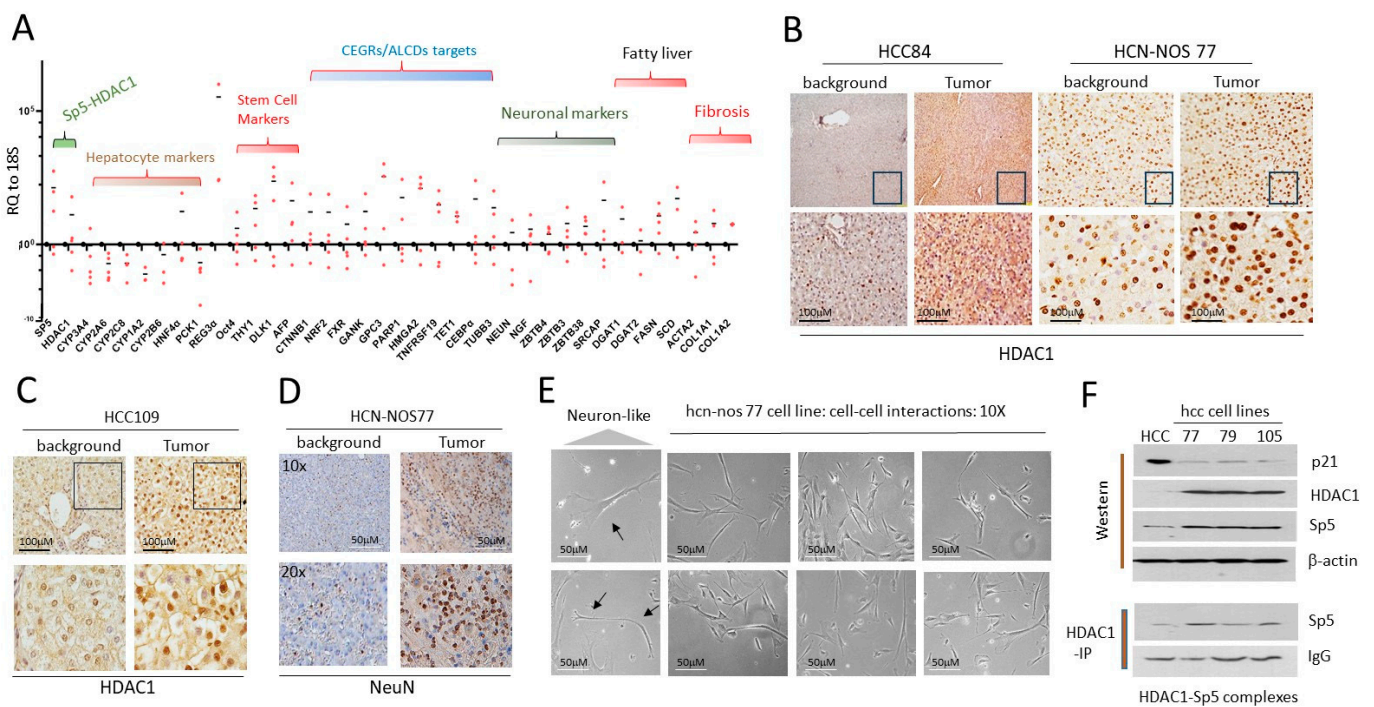 A
Sp5-HDAC1
Hepatocyte markers
Stem Cell
Markers
CEGRs/ALCDs targets
Neuronal markers
Fatty liver
Fibrosis
RQ to 18S
10⁵
10⁰
-10
SP5
HDAC1
CYP3A4
CYP2A6
CYP2C8
CYP1A2
CYP2B6
HNF4α
PCK1
REG3α
Oct4
THY1
DLK1
AFP
CTNNB1
NRF2
FXR
GANK
GPC3
PARP1
HMGA2
TNFRSF19
TET1
CEBPα
TUBB3
NEUN
NGF
ZBTB4
ZBTB3
ZBTB38
SRCAP
DGAT1
DGAT2
FASN
SCD
ACTA2
COL1A1
COL1A2
B
HCC84
HCN-NOS 77
background
Tumor
background
Tumor
100µM
100µM
100µM
100µM
HDAC1
C
HCC109
background
Tumor
100µM
100µM
HDAC1
D
HCN-NOS77
background
Tumor
10x
50µM
50µM
20x
NeuN
E
Neuron-like
hcn-nos 77 cell line: cell-cell interactions: 10X
50µM
50µM
50µM
50µM
50µM
50µM
50µM
50µM
F
hcc cell lines
HCC 77 79 105
Western
p21
HDAC1
Sp5
β-actin
HDAC1
-IP
Sp5
IgG
HDAC1-Sp5 complexes